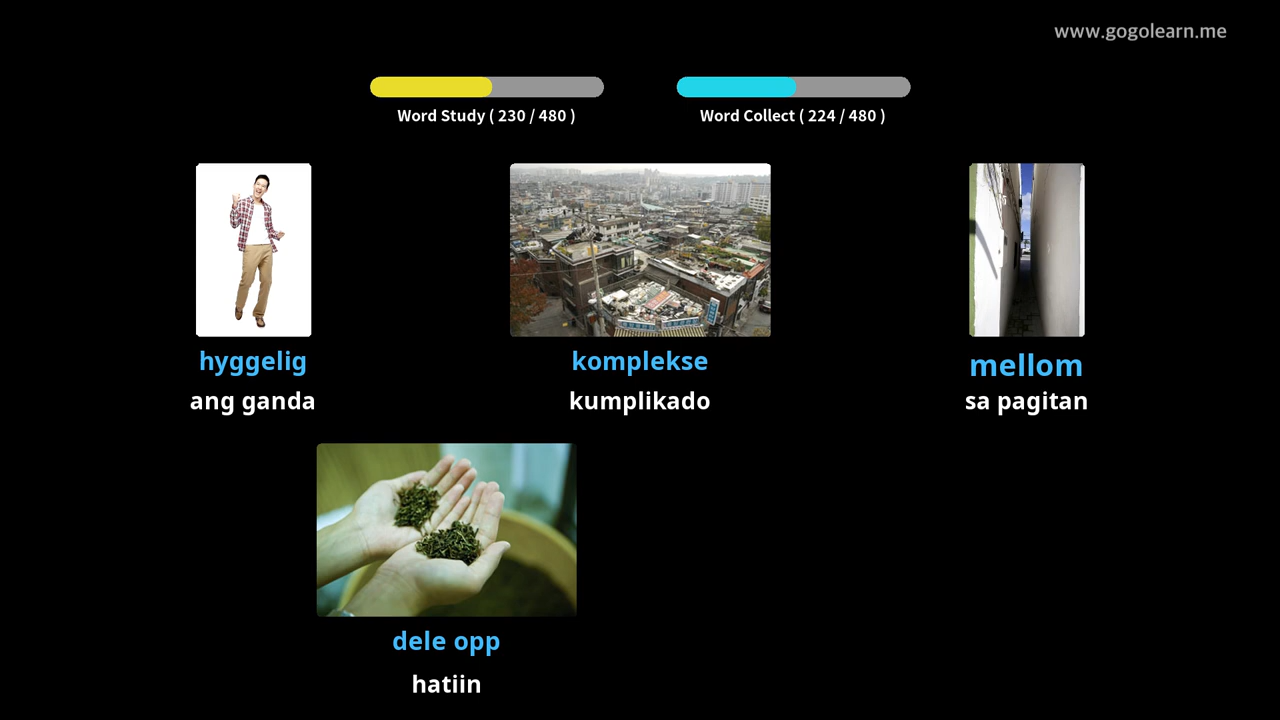 www.gogolearn.me
Word Study ( 230 / 480 )
Word Collect ( 224 / 480 )
hyggelig
ang ganda
komplekse
kumplikado
mellom
sa pagitan
dele opp
hatiin